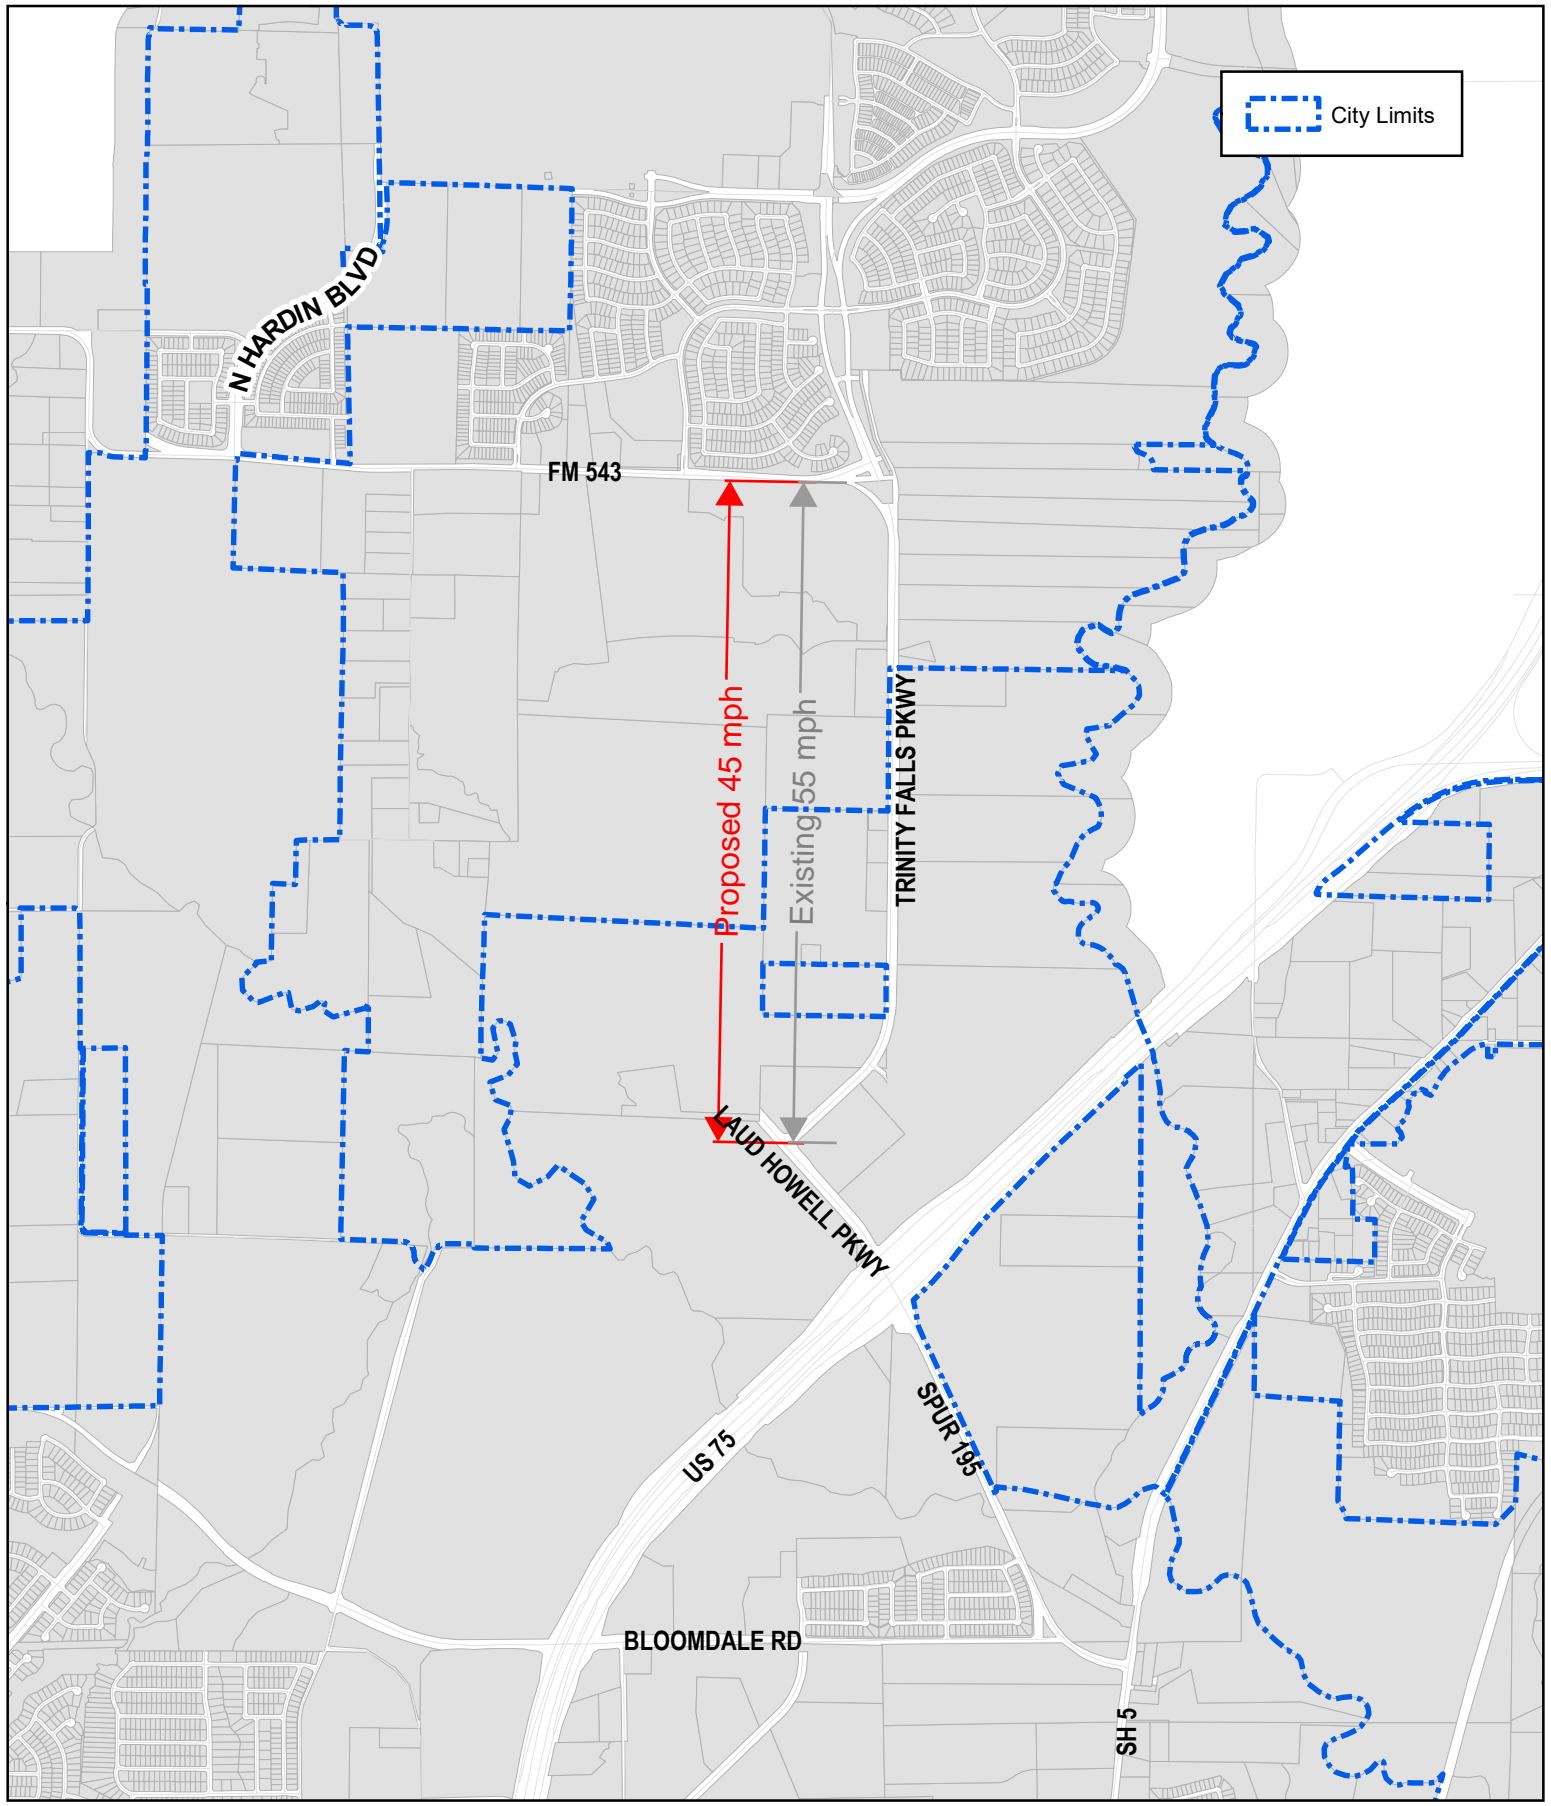 City Limits
N HARDIN BLVD
FM 543
Proposed 45 mph
Existing 55 mph
TRINITY FALLS PKWY
LAUD HOWELL PKWY
SPUR 195
US 75
BLOOMDALE RD
SH 5